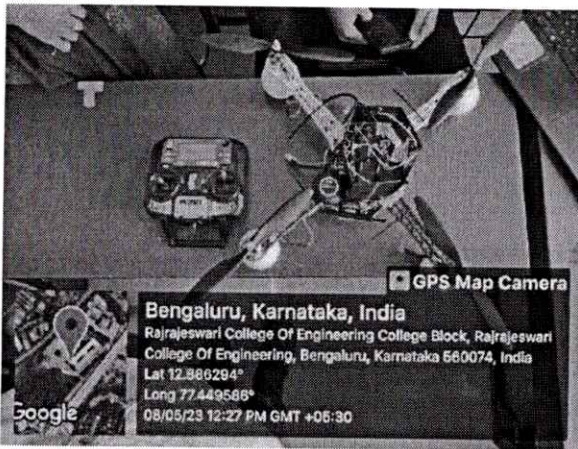 GPS Map Camera
Bengaluru, Karnataka, India
Rajrajeswari College Of Engineering College Block, Rajrajeswari
College Of Engineering, Bengaluru, Karnataka 560074, India
Lat 12.886294°
Long 77.449586°
08/05/23 12:27 PM GMT +05:30
Google